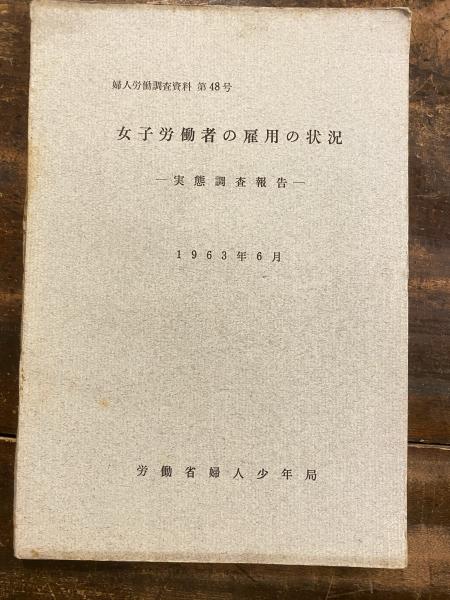 婦人労働調査資料 第48号
女子労働者の雇用の状況
―実態調査報告―
1963年6月
労働省婦人少年局